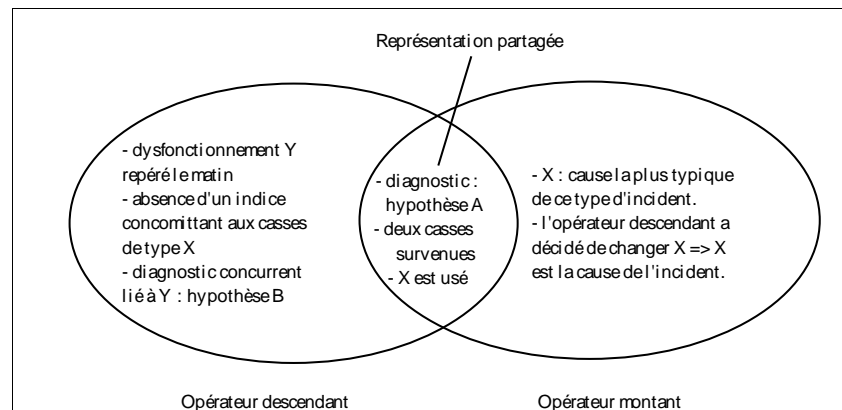 Représentation partagée
- dysfonctionnement Y
repéré le matin
- absence d'un indice
concomittant aux casses
de type X
- diagnostic concurrent
lié à Y : hypothèse B
- diagnostic :
hypothèse A
- deux casses
survenues
- X est usé
- X : cause la plus typique
de ce type d'incident.
- l'opérateur descendant a
décidé de changer X => X
est la cause de l'incident.
Opérateur descendant
Opérateur montant